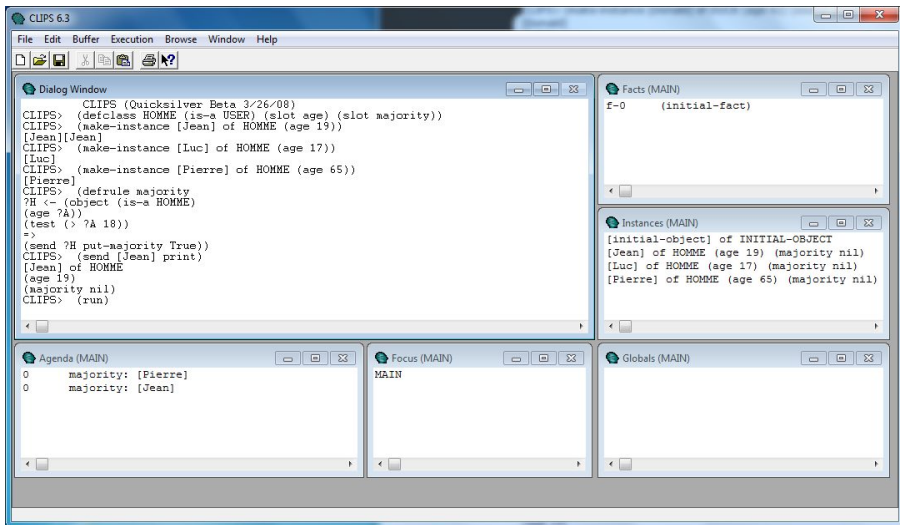 CLIPS 6.3
File Edit Buffer Execution Browse Window Help
Dialog Window
CLIPS (Quicksilver Beta 3/26/08)
CLIPS> (defclass HOMME (is-a USER) (slot age) (slot majority))
CLIPS> (make-instance [Jean] of HOMME (age 19))
[Jean][Jean]
CLIPS> (make-instance [Luc] of HOMME (age 17))
[Luc]
CLIPS> (make-instance [Pierre] of HOMME (age 65))
[Pierre]
CLIPS> (defrule majority
?H <- (object (is-a HOMME)
(age ?A))
(test (> ?A 18))
=>
(send ?H put-majority True))
CLIPS> (send [Jean] print)
[Jean] of HOMME
(age 19)
(majority nil)
CLIPS> (run)
Facts (MAIN)
f-0 (initial-fact)
Instances (MAIN)
[initial-object] of INITIAL-OBJECT
[Jean] of HOMME (age 19) (majority nil)
[Luc] of HOMME (age 17) (majority nil)
[Pierre] of HOMME (age 65) (majority nil)
Agenda (MAIN)
0 majority: [Pierre]
0 majority: [Jean]
Focus (MAIN)
MAIN
Globals (MAIN)